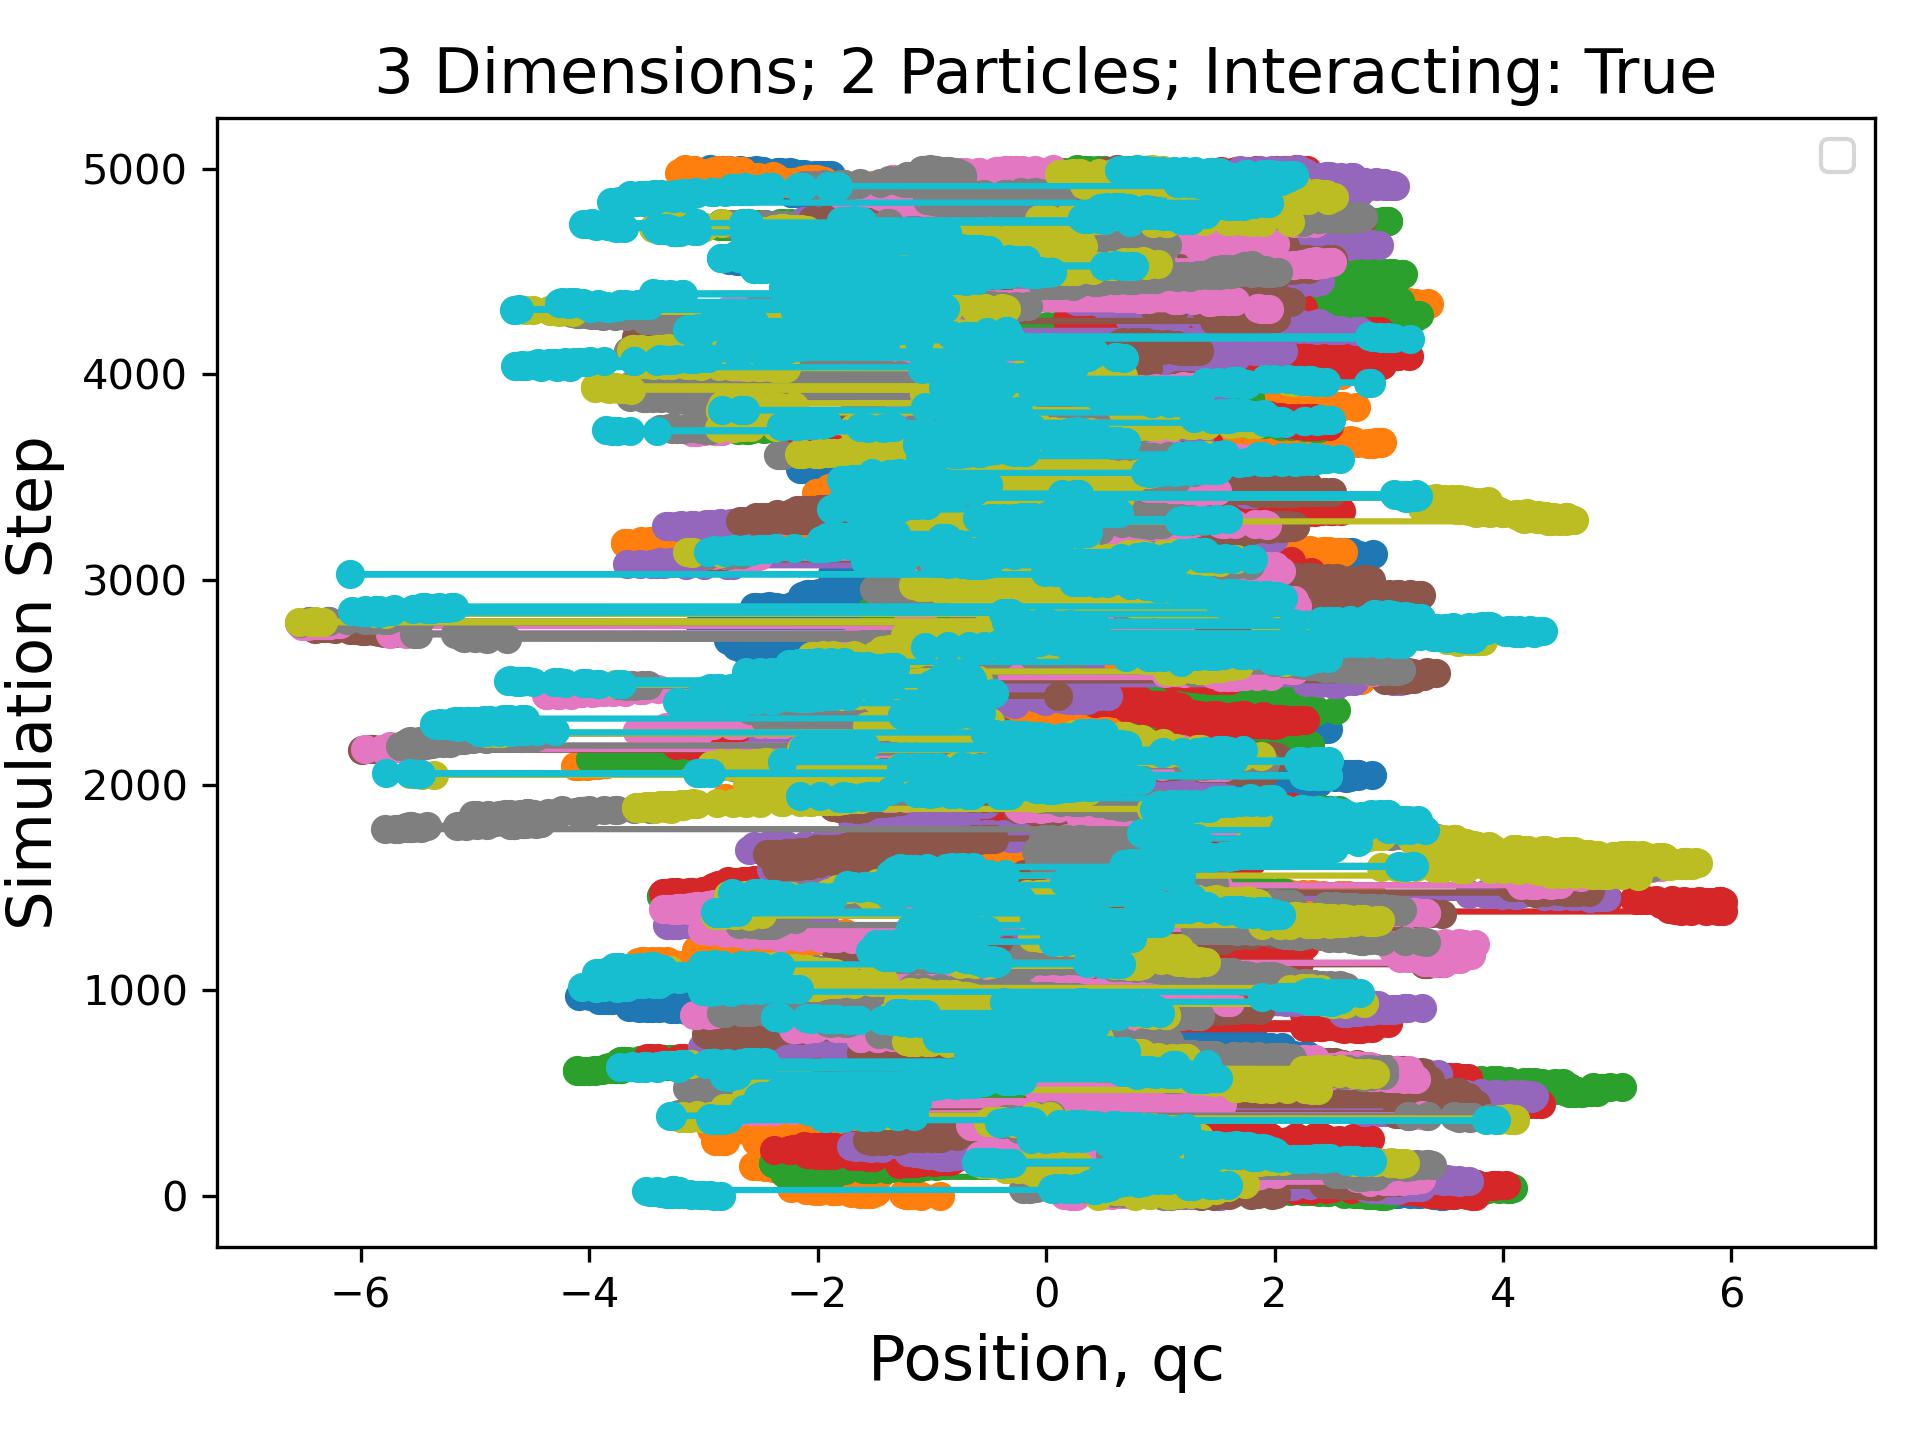 3 Dimensions; 2 Particles; Interacting: True
5000
4000
3000
2000
1000
0
Simulation Step
−6 −4 −2 0 2 4 6
Position, qc